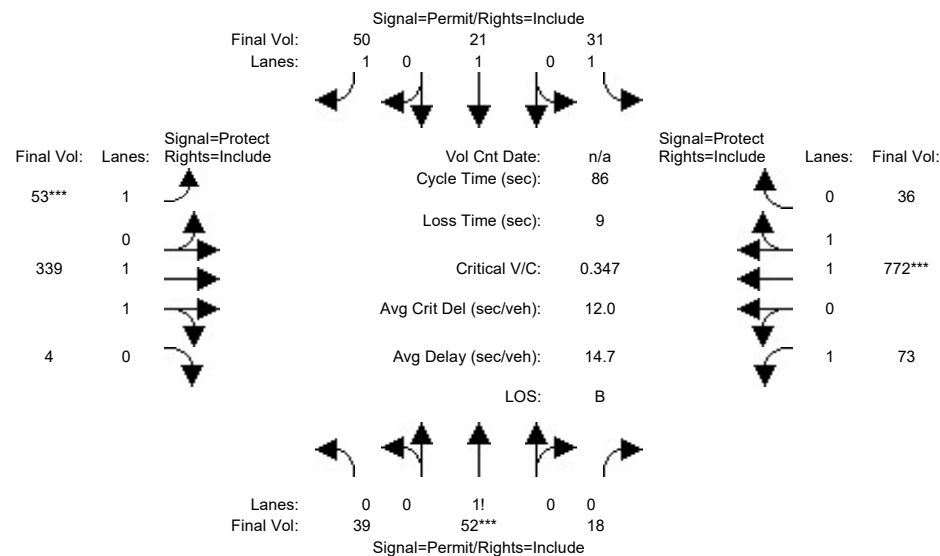 Signal=Permit/Rights=Include
Final Vol: 50 21 31
Lanes: 1 0 1 0 1
Signal=Protect Signal=Protect
Final Vol: Lanes: Rights=Include Vol Cnt Date: n/a Rights=Include Lanes: Final Vol:
Cycle Time (sec): 86
53*** 1 0 36
Loss Time (sec): 9
0 1
339 1 Critical V/C: 0.347 1 772***
1 Avg Crit Del (sec/veh): 12.0 0
4 0 Avg Delay (sec/veh): 14.7 1 73
LOS: B
Lanes: 0 0 1! 0 0
Final Vol: 39 52*** 18
Signal=Permit/Rights=Include